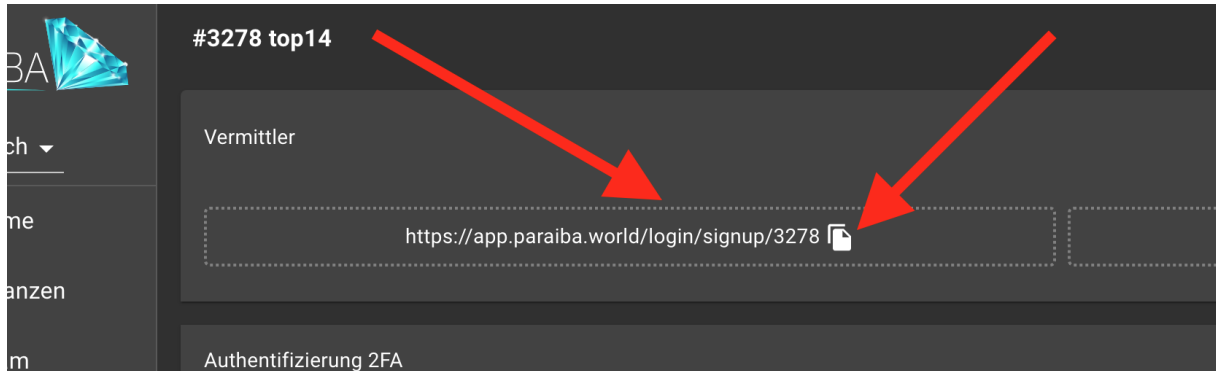 #3278 top14
BA
Vermittler
ch
me
https://app.paraiba.world/login/signup/3278
anzen
m
Authentifizierung 2FA